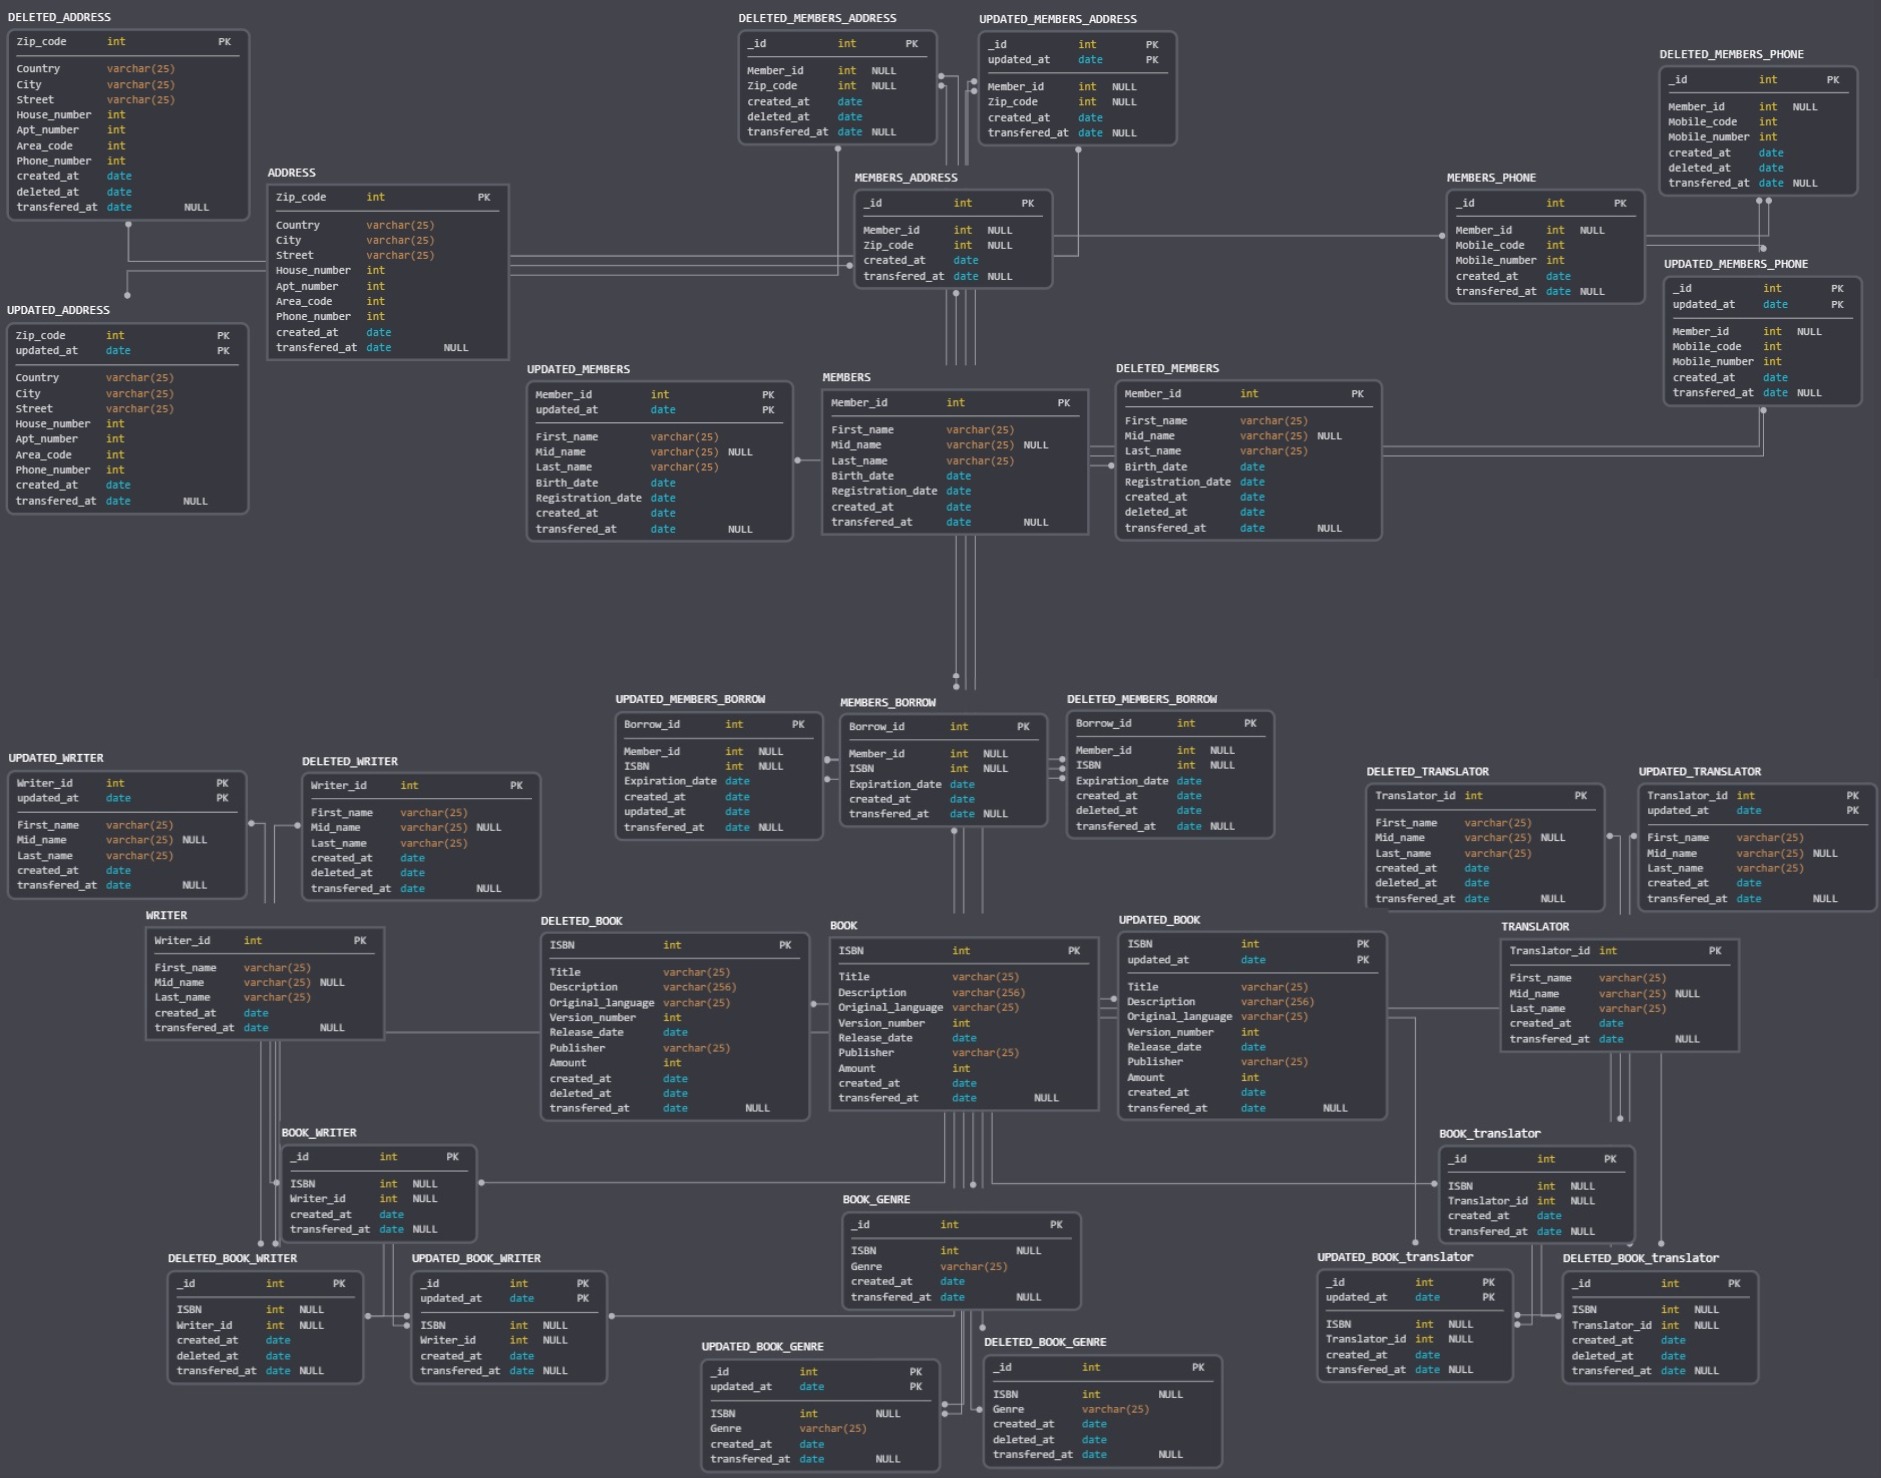 DELETED_ADDRESS
Zip_code int PK
Country varchar(25)
City varchar(25)
Street varchar(25)
House_number int
Apt_number int
Area_code int
Phone_number int
created_at date
deleted_at date
transfered_at date NULL
DELETED_MEMBERS_ADDRESS
_id int PK
Member_id int NULL
Zip_code int NULL
created_at date
deleted_at date
transfered_at date NULL
UPDATED_MEMBERS_ADDRESS
_id int PK
updated_at date PK
Member_id int NULL
Zip_code int NULL
created_at date
transfered_at date NULL
DELETED_MEMBERS_PHONE
_id int PK
Member_id int NULL
Mobile_code int
Mobile_number int
created_at date
deleted_at date
transfered_at date NULL
ADDRESS
Zip_code int PK
Country varchar(25)
City varchar(25)
Street varchar(25)
House_number int
Apt_number int
Area_code int
Phone_number int
created_at date
transfered_at date NULL
MEMBERS_ADDRESS
_id int PK
Member_id int NULL
Zip_code int NULL
created_at date
transfered_at date NULL
MEMBERS_PHONE
_id int PK
Member_id int NULL
Mobile_code int
Mobile_number int
created_at date
transfered_at date NULL
UPDATED_MEMBERS_PHONE
_id int PK
updated_at date PK
Member_id int NULL
Mobile_code int
Mobile_number int
created_at date
transfered_at date NULL
UPDATED_ADDRESS
Zip_code int PK
updated_at date PK
Country varchar(25)
City varchar(25)
Street varchar(25)
House_number int
Apt_number int
Area_code int
Phone_number int
created_at date
transfered_at date NULL
UPDATED_MEMBERS
Member_id int PK
updated_at date PK
First_name varchar(25)
Mid_name varchar(25) NULL
Last_name varchar(25)
Birth_date date
Registration_date date
created_at date
transfered_at date NULL
MEMBERS
Member_id int PK
First_name varchar(25)
Mid_name varchar(25) NULL
Last_name varchar(25)
Birth_date date
Registration_date date
created_at date
transfered_at date NULL
DELETED_MEMBERS
Member_id int PK
First_name varchar(25)
Mid_name varchar(25) NULL
Last_name varchar(25)
Birth_date date
Registration_date date
created_at date
deleted_at date
transfered_at date NULL
UPDATED_MEMBERS_BORROW
Borrow_id int PK
Member_id int NULL
ISBN int NULL
Expiration_date date
created_at date
updated_at date
transfered_at date NULL
MEMBERS_BORROW
Borrow_id int PK
Member_id int NULL
ISBN int NULL
Expiration_date date
created_at date
transfered_at date NULL
DELETED_MEMBERS_BORROW
Borrow_id int PK
Member_id int NULL
ISBN int NULL
Expiration_date date
created_at date
deleted_at date
transfered_at date NULL
UPDATED_WRITER
Writer_id int PK
updated_at date PK
First_name varchar(25)
Mid_name varchar(25) NULL
Last_name varchar(25)
created_at date
transfered_at date NULL
DELETED_WRITER
Writer_id int PK
First_name varchar(25)
Mid_name varchar(25) NULL
Last_name varchar(25)
created_at date
deleted_at date
transfered_at date NULL
DELETED_TRANSLATOR
Translator_id int PK
First_name varchar(25)
Mid_name varchar(25) NULL
Last_name varchar(25)
created_at date
deleted_at date
transfered_at date NULL
UPDATED_TRANSLATOR
Translator_id int PK
updated_at date PK
First_name varchar(25)
Mid_name varchar(25) NULL
Last_name varchar(25)
created_at date
transfered_at date NULL
WRITER
Writer_id int PK
First_name varchar(25)
Mid_name varchar(25) NULL
Last_name varchar(25)
created_at date
transfered_at date NULL
DELETED_BOOK
ISBN int PK
Title varchar(25)
Description varchar(256)
Original_language varchar(25)
Version_number int
Release_date date
Publisher varchar(25)
Amount int
created_at date
deleted_at date
transfered_at date NULL
BOOK
ISBN int PK
Title varchar(25)
Description varchar(256)
Original_language varchar(25)
Version_number int
Release_date date
Publisher varchar(25)
Amount int
created_at date
transfered_at date NULL
UPDATED_BOOK
ISBN int PK
updated_at date PK
Title varchar(25)
Description varchar(256)
Original_language varchar(25)
Version_number int
Release_date date
Publisher varchar(25)
Amount int
created_at date
transfered_at date NULL
TRANSLATOR
Translator_id int PK
First_name varchar(25)
Mid_name varchar(25) NULL
Last_name varchar(25)
created_at date
transfered_at date NULL
BOOK_WRITER
_id int PK
ISBN int NULL
Writer_id int NULL
created_at date
transfered_at date NULL
BOOK_translator
_id int PK
ISBN int NULL
Translator_id int NULL
created_at date
transfered_at date NULL
BOOK_GENRE
_id int PK
ISBN int NULL
Genre varchar(25)
created_at date
transfered_at date NULL
DELETED_BOOK_WRITER
_id int PK
ISBN int NULL
Writer_id int NULL
created_at date
deleted_at date
transfered_at date NULL
UPDATED_BOOK_WRITER
_id int PK
updated_at date PK
ISBN int NULL
Writer_id int NULL
created_at date
transfered_at date NULL
UPDATED_BOOK_translator
_id int PK
updated_at date PK
ISBN int NULL
Translator_id int NULL
created_at date
transfered_at date NULL
DELETED_BOOK_translator
_id int PK
ISBN int NULL
Translator_id int NULL
created_at date
deleted_at date
transfered_at date NULL
UPDATED_BOOK_GENRE
_id int PK
updated_at date PK
ISBN int NULL
Genre varchar(25)
created_at date
transfered_at date NULL
DELETED_BOOK_GENRE
_id int PK
ISBN int NULL
Genre varchar(25)
created_at date
deleted_at date
transfered_at date NULL